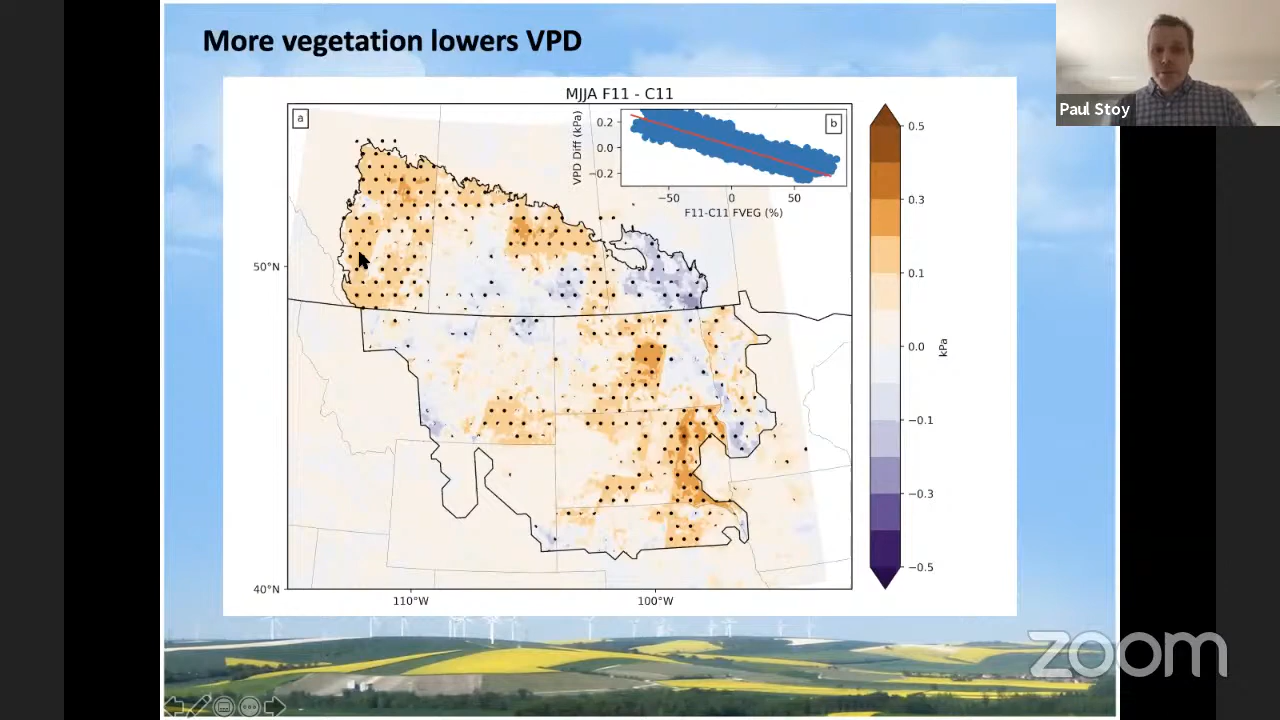 More vegetation lowers VPD
Paul Stoy
MJJA F11 - C11
a
b
VPD Diff (kPa)
0.2
0.0
−0.2
−50
0
50
F11-C11 FVEG (%)
50°N
40°N
110°W
100°W
0.5
0.3
0.1
0.0
−0.1
−0.3
−0.5
kPa
zoom